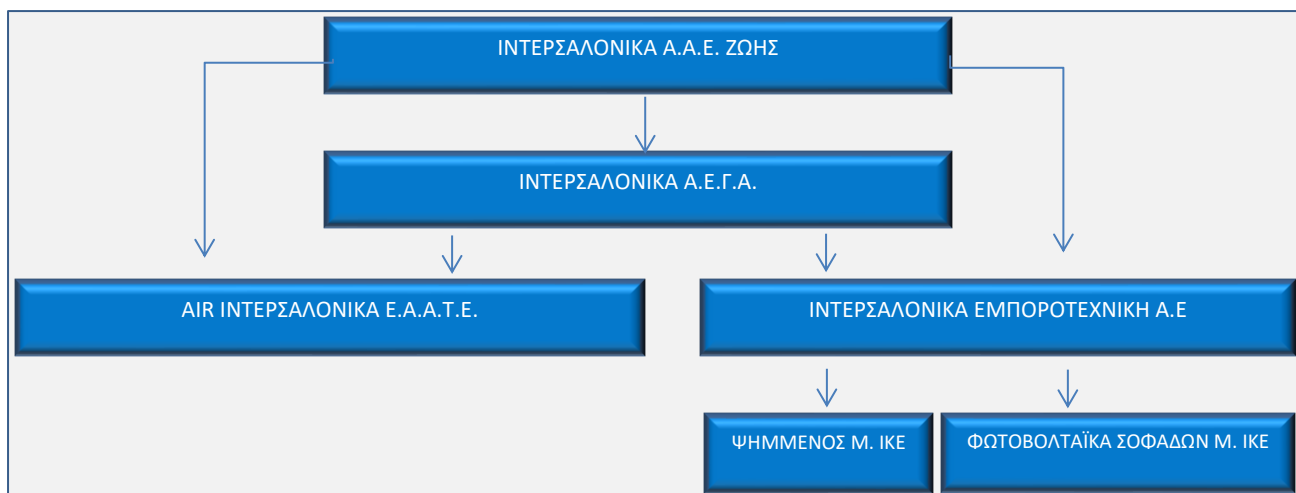 ΙΝΤΕΡΣΑΛΟΝΙΚΑ Α.Α.Ε. ΖΩΗΣ
ΙΝΤΕΡΣΑΛΟΝΙΚΑ Α.Ε.Γ.Α.
AIR ΙΝΤΕΡΣΑΛΟΝΙΚΑ Ε.Α.Α.Τ.Ε.
ΙΝΤΕΡΣΑΛΟΝΙΚΑ ΕΜΠΟΡΟΤΕΧΝΙΚΗ Α.Ε
ΨΗΜΜΕΝΟΣ Μ. ΙΚΕ
ΦΩΤΟΒΟΛΤΑΪΚΑ ΣΟΦΑΔΩΝ Μ. ΙΚΕ